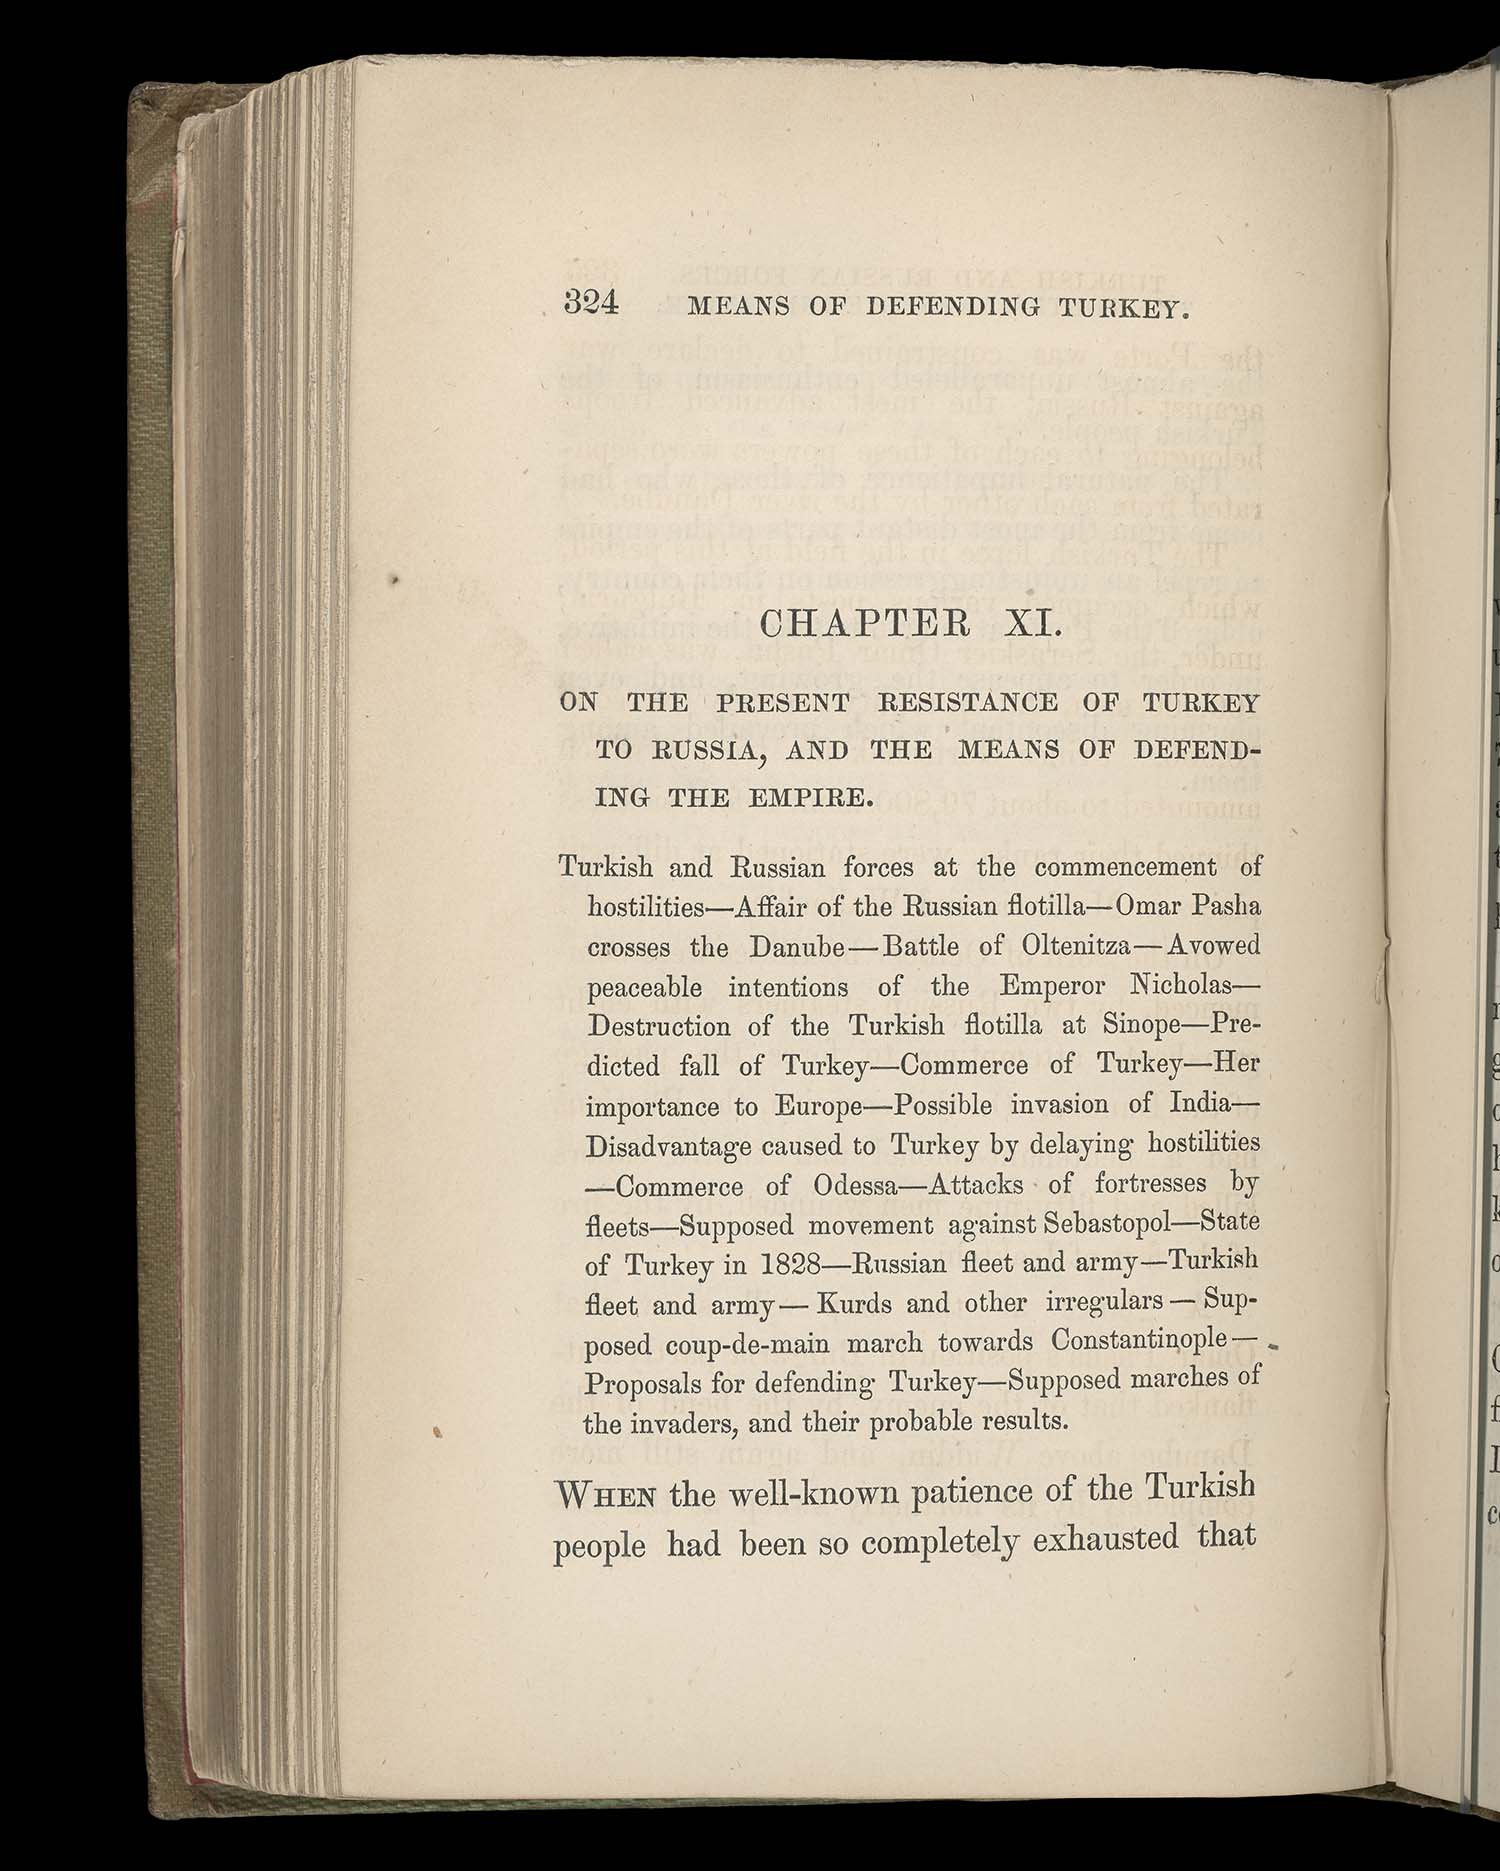 324 MEANS OF DEFENDING TURKEY.
CHAPTER XI.
ON THE PRESENT RESISTANCE OF TURKEY
TO RUSSIA, AND THE MEANS OF DEFEND-
ING THE EMPIRE.
Turkish and Russian forces at the commencement of
hostilities—Affair of the Russian flotilla—Omar Pasha
crosses the Danube—Battle of Oltenitza—Avowed
peaceable intentions of the Emperor Nicholas—
Destruction of the Turkish flotilla at Sinope—Pre-
dicted fall of Turkey—Commerce of Turkey—Her
importance to Europe—Possible invasion of India—
Disadvantage caused to Turkey by delaying hostilities
—Commerce of Odessa—Attacks of fortresses by
fleets—Supposed movement against Sebastopol—State
of Turkey in 1828—Russian fleet and army—Turkish
fleet and army—Kurds and other irregulars—Sup-
posed coup-de-main march towards Constantinople—
Proposals for defending Turkey—Supposed marches of
the invaders, and their probable results.
WHEN the well-known patience of the Turkish
people had been so completely exhausted that